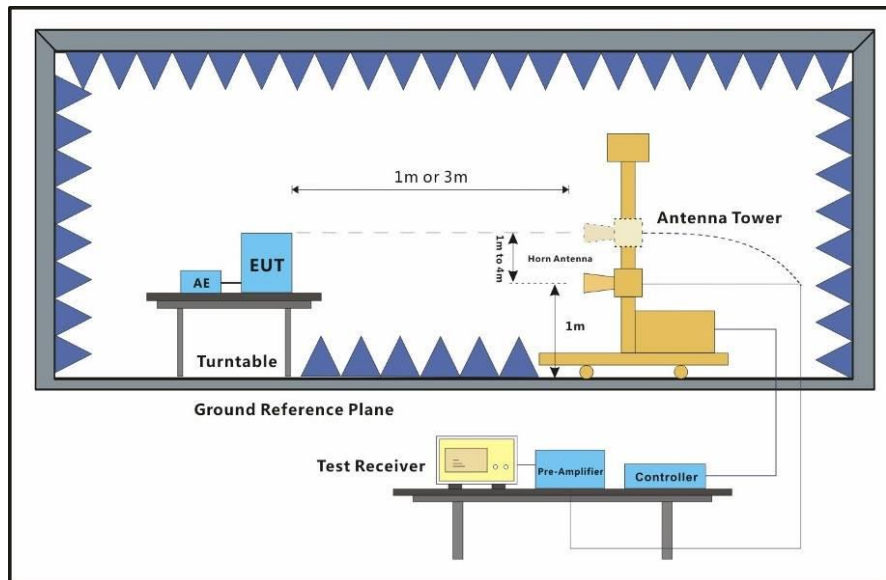 1m or 3m
Antenna Tower
1m to 4m
Horn Antenna
EUT
AE
1m
Turntable
Ground Reference Plane
Test Receiver
Pre-Amplifier
Controller